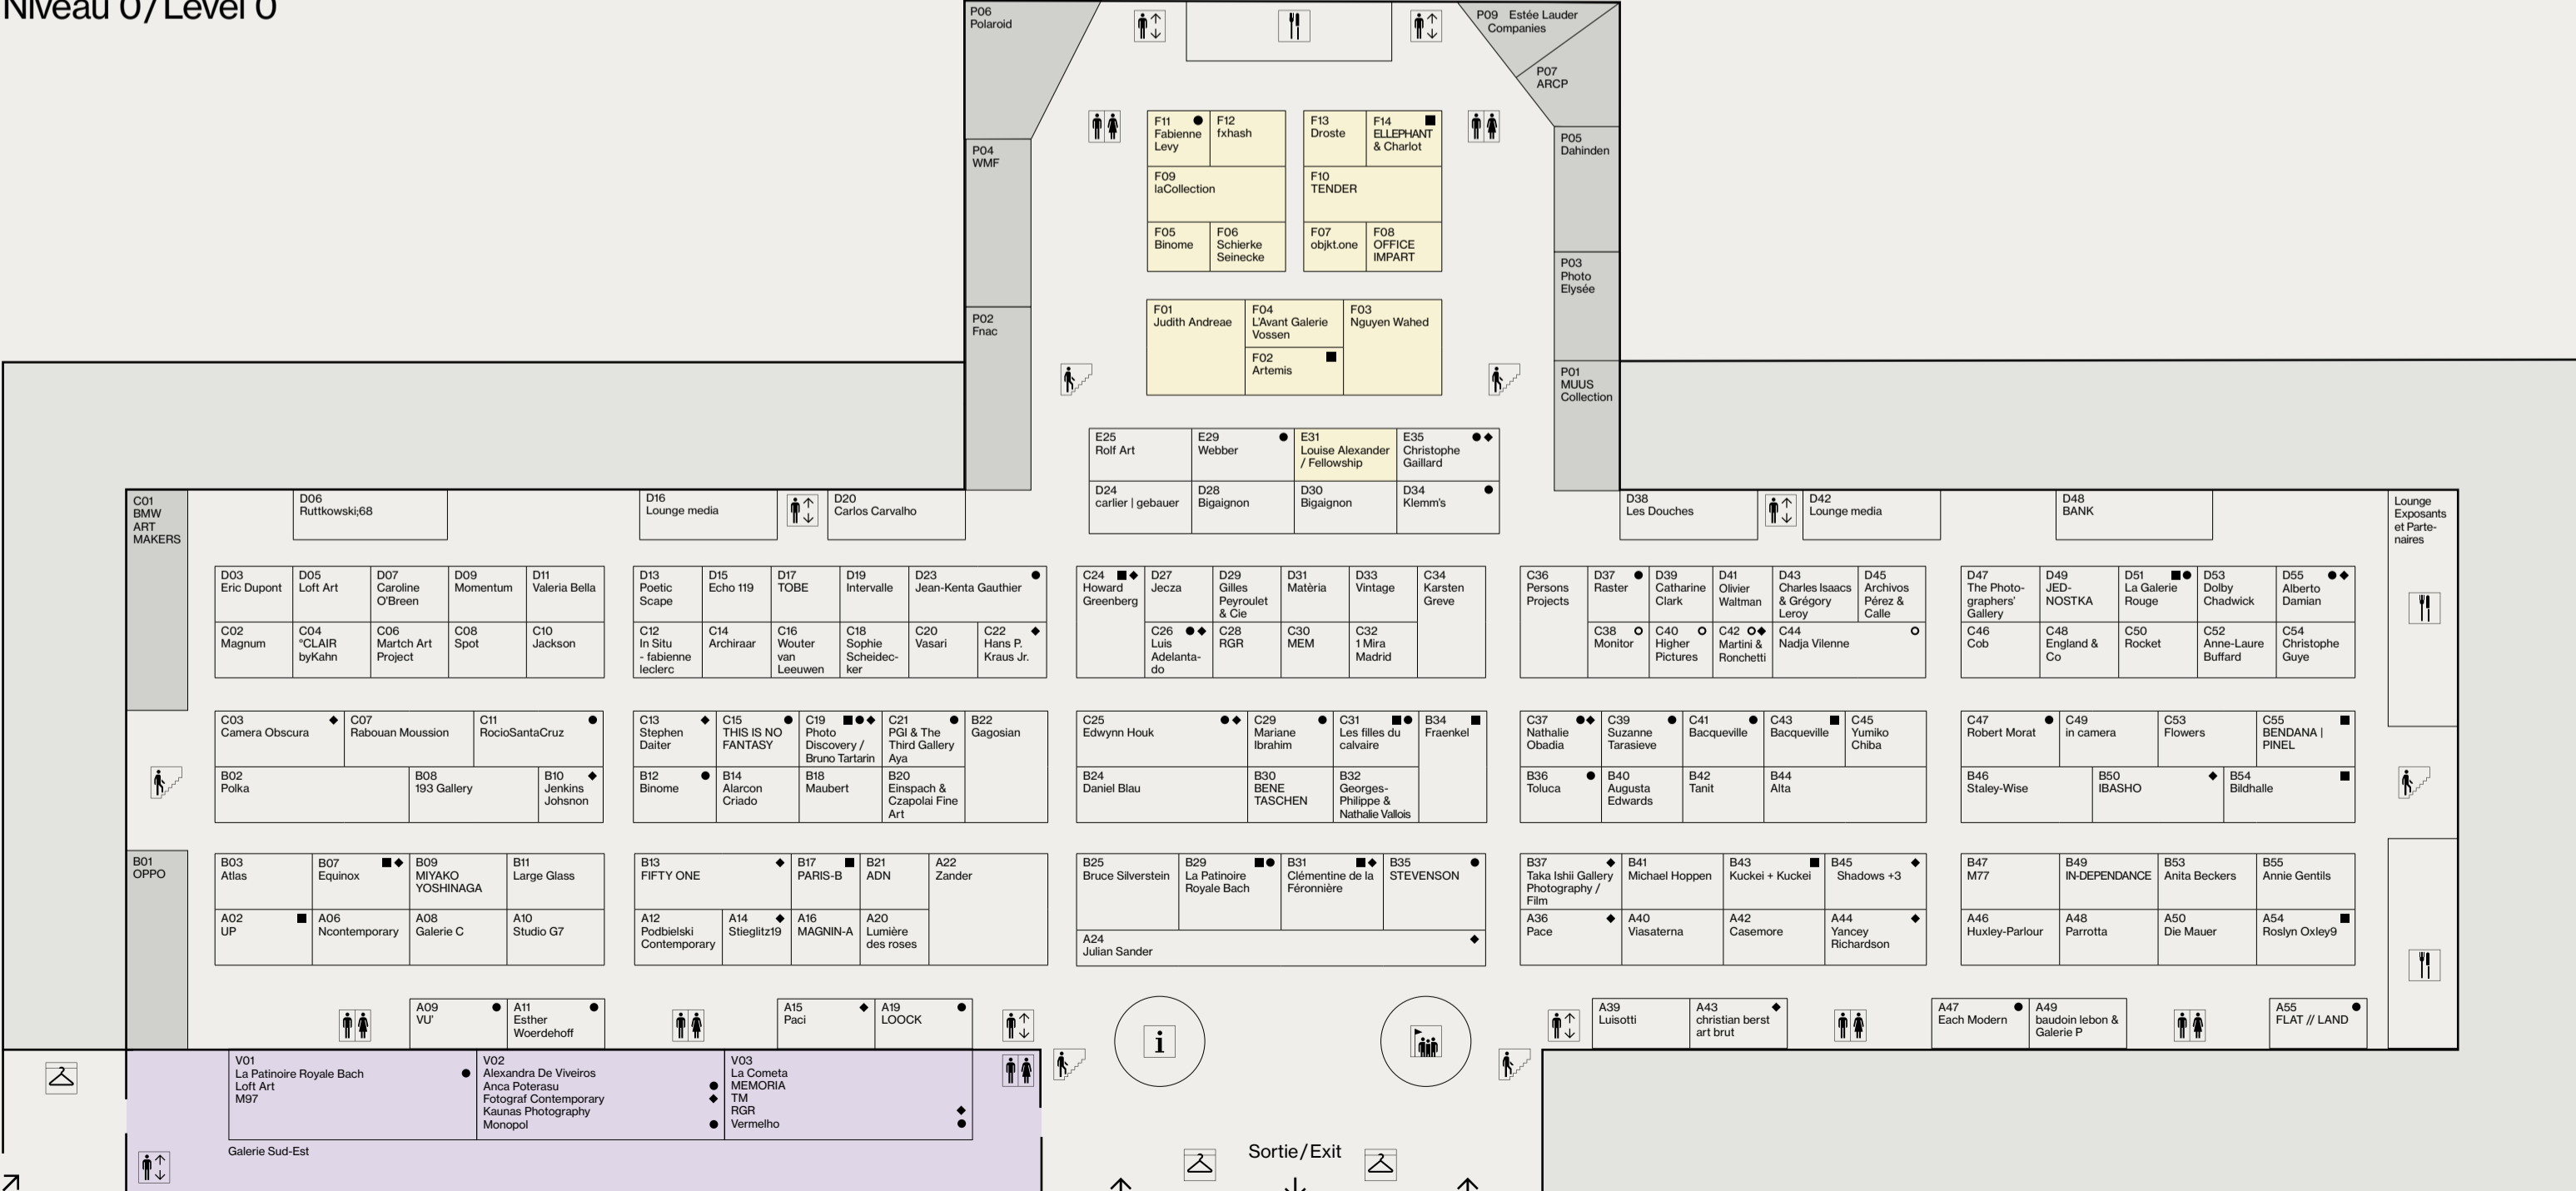 Niveau 0/Level 0
P06
Polaroid
P09 Estée Lauder
Companies
P07
ARCP
P04
WMF
P02
Fnac
P05
Dahinden
P03
Photo
Elysée
P01
MUUS
Collection
F11
Fabienne
Levy
F12
fxhash
F13
Droste
F14
ELLEPHANT
& Charlot
F09
laCollection
F10
TENDER
F05
Binome
F06
Schierke
Seinecke
F07
objkt.one
F08
OFFICE
IMPART
F01
Judith Andreae
F04
L'Avant Galerie
Vossen
F03
Nguyen Wahed
F02
Artemis
E25
Rolf Art
E29
Webber
E31
Louise Alexander
/ Fellowship
E35
Christophe
Gaillard
D24
carlier | gebauer
D28
Bigaignon
D30
Bigaignon
D34
Klemm's
C01
BMW
ART
MAKERS
D06
Ruttkowski;68
D16
Lounge media
D20
Carlos Carvalho
D38
Les Douches
D42
Lounge media
D48
BANK
Lounge
Exposants
et Parte-
naires
D03
Eric Dupont
D05
Loft Art
D07
Caroline
O'Breen
D09
Momentum
D11
Valeria Bella
C02
Magnum
C04
°CLAIR
byKahn
C06
Martch Art
Project
C08
Spot
C10
Jackson
D13
Poetic
Scape
D15
Echo 119
D17
TOBE
D19
Intervalle
D23
Jean-Kenta Gauthier
C12
In Situ
- fabienne
leclerc
C14
Archiraar
C16
Wouter
van
Leeuwen
C18
Sophie
Scheidec-
ker
C20
Vasari
C22
Hans P.
Kraus Jr.
C24
Howard
Greenberg
D27
Jecza
D29
Gilles
Peyroulet
& Cie
D31
Matèria
D33
Vintage
C34
Karsten
Greve
C26
Luis
Adelanta-
do
C28
RGR
C30
MEM
C32
1 Mira
Madrid
C36
Persons
Projects
D37
Raster
D39
Catharine
Clark
D41
Olivier
Waltman
D43
Charles Isaacs
& Grégory
Leroy
D45
Archivos
Pérez &
Calle
C38
Monitor
C40
Higher
Pictures
C42
Martini &
Ronchetti
C44
Nadja Vilenne
D47
The Photo-
graphers'
Gallery
D49
JED-
NOSTKA
D51
La Galerie
Rouge
D53
Dolby
Chadwick
D55
Alberto
Damian
C46
Cob
C48
England &
Co
C50
Rocket
C52
Anne-Laure
Buffard
C54
Christophe
Guye
C03
Camera Obscura
C07
Rabouan Moussion
C11
RocioSantaCruz
B02
Polka
B08
193 Gallery
B10
Jenkins
Johsnon
C13
Stephen
Daiter
C15
THIS IS NO
FANTASY
C19
Photo
Discovery /
Bruno Tartarin
C21
PGI & The
Third Gallery
Aya
B22
Gagosian
B12
Binome
B14
Alarcon
Criado
B18
Maubert
B20
Einspach &
Czapolai Fine
Art
C25
Edwynn Houk
C29
Mariane
Ibrahim
C31
Les filles du
calvaire
B34
Fraenkel
B24
Daniel Blau
B30
BENE
TASCHEN
B32
Georges-
Philippe &
Nathalie Vallois
C37
Nathalie
Obadia
C39
Suzanne
Tarasieve
C41
Bacqueville
C43
Bacqueville
C45
Yumiko
Chiba
B36
Toluca
B40
Augusta
Edwards
B42
Tanit
B44
Alta
C47
Robert Morat
C49
in camera
C53
Flowers
C55
BENDANA |
PINEL
B46
Staley-Wise
B50
IBASHO
B54
Bildhalle
B01
OPPO
B03
Atlas
B07
Equinox
B09
MIYAKO
YOSHINAGA
B11
Large Glass
A02
UP
A06
Ncontemporary
A08
Galerie C
A10
Studio G7
B13
FIFTY ONE
B17
PARIS-B
B21
ADN
A22
Zander
A12
Podbielski
Contemporary
A14
Stieglitz19
A16
MAGNIN-A
A20
Lumière
des roses
B25
Bruce Silverstein
B29
La Patinoire
Royale Bach
B31
Clémentine de la
Féronnière
B35
STEVENSON
A24
Julian Sander
B37
Taka Ishii Gallery
Photography /
Film
B41
Michael Hoppen
B43
Kuckei + Kuckei
B45
Shadows +3
A36
Pace
A40
Viasaterna
A42
Casemore
A44
Yancey
Richardson
B47
M77
B49
IN-DEPENDANCE
B53
Anita Beckers
B55
Annie Gentils
A46
Huxley-Parlour
A48
Parrotta
A50
Die Mauer
A54
Roslyn Oxley9
A09
VU'
A11
Esther
Woerdehoff
A15
Paci
A19
LOOCK
i
A39
Luisotti
A43
christian berst
art brut
A47
Each Modern
A49
baudoin lebon &
Galerie P
A55
FLAT // LAND
V01
La Patinoire Royale Bach
Loft Art
M97
V02
Alexandra De Viveiros
Anca Poterasu
Fotograf Contemporary
Kaunas Photography
Monopol
V03
La Cometa
MEMORIA
TM
RGR
Vermelho
Galerie Sud-Est
Sortie/Exit